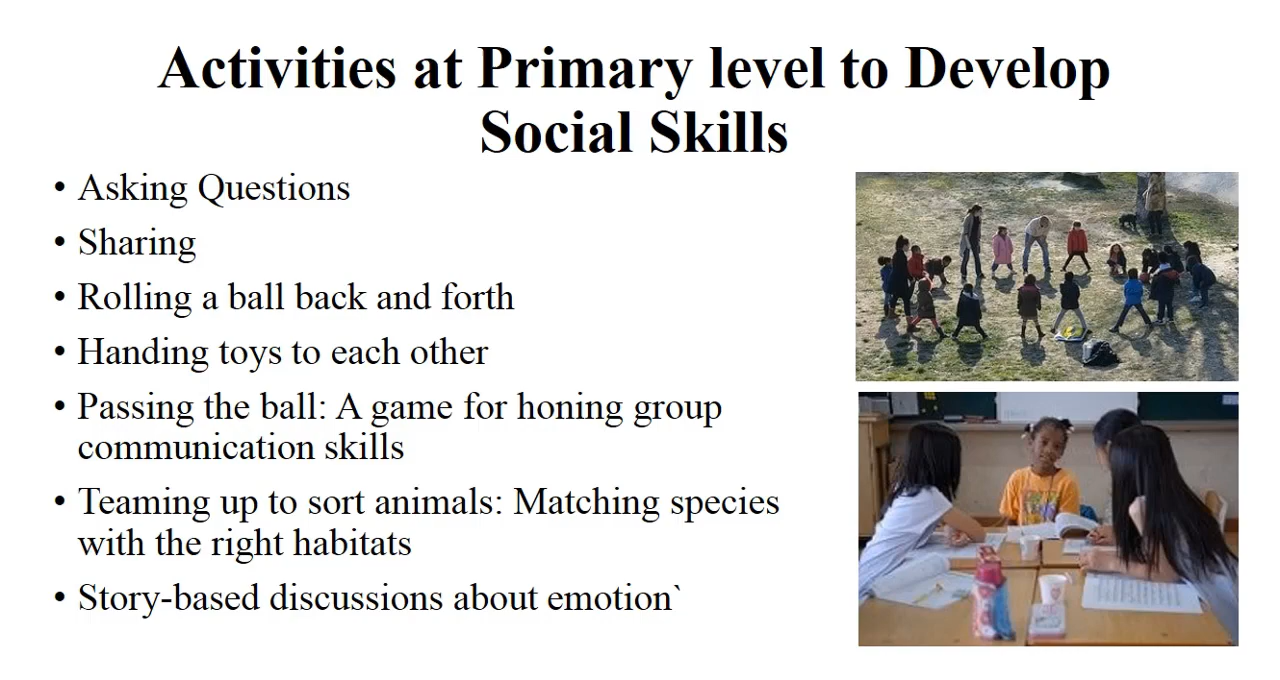 Activities at Primary level to Develop
Social Skills
• Asking Questions
• Sharing
• Rolling a ball back and forth
• Handing toys to each other
• Passing the ball: A game for honing group
communication skills
• Teaming up to sort animals: Matching species
with the right habitats
• Story-based discussions about emotion`